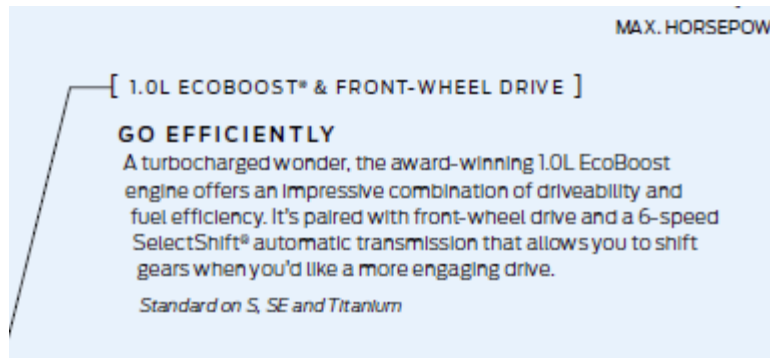 MAX. HORSEPOW
[ 1.0L ECOBOOST® & FRONT-WHEEL DRIVE ]
GO EFFICIENTLY
A turbocharged wonder, the award-winning 1.0L EcoBoost
engine offers an impressive combination of driveability and
fuel efficiency. It's paired with front-wheel drive and a 6-speed
SelectShift® automatic transmission that allows you to shift
gears when you'd like a more engaging drive.
Standard on S, SE and Titanium